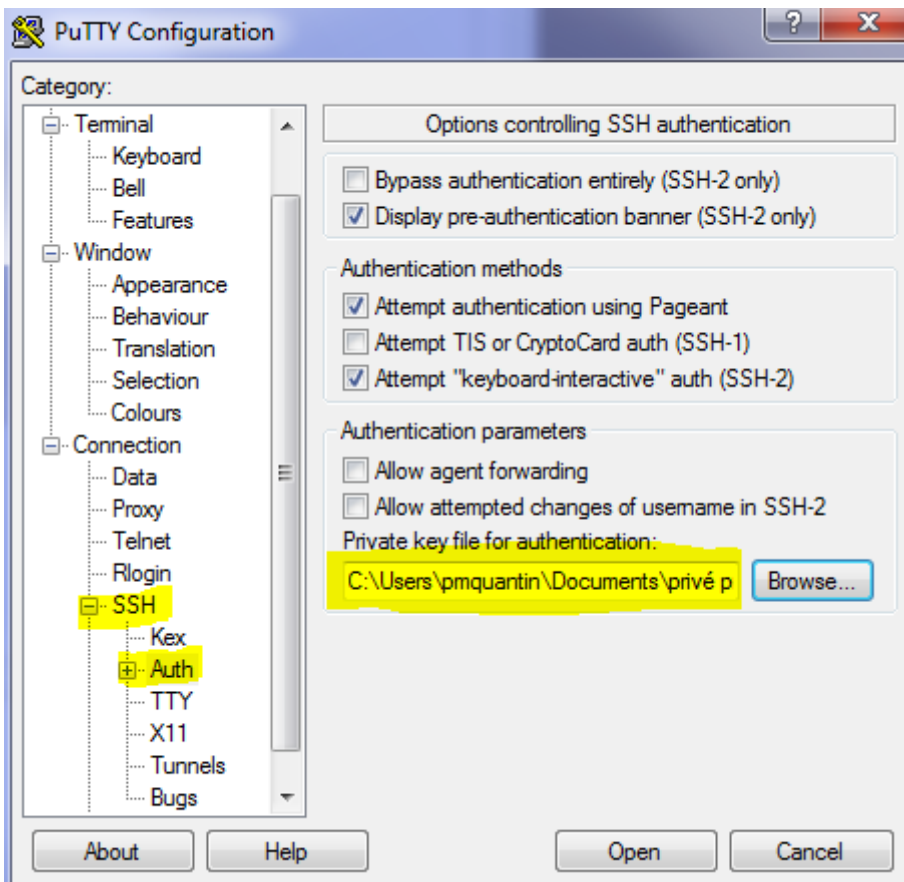 PuTTY Configuration
?
X
Category:
Terminal
Keyboard
Bell
Features
Window
Appearance
Behaviour
Translation
Selection
Colours
Connection
Data
Proxy
Telnet
Rlogin
SSH
Kex
Auth
TTY
X11
Tunnels
Bugs
Options controlling SSH authentication
Bypass authentication entirely (SSH-2 only)
Display pre-authentication banner (SSH-2 only)
Authentication methods
Attempt authentication using Pageant
Attempt TIS or CryptoCard auth (SSH-1)
Attempt "keyboard-interactive" auth (SSH-2)
Authentication parameters
Allow agent forwarding
Allow attempted changes of username in SSH-2
Private key file for authentication:
C:\Users\pmquantin\Documents\privé p
Browse...
About
Help
Open
Cancel